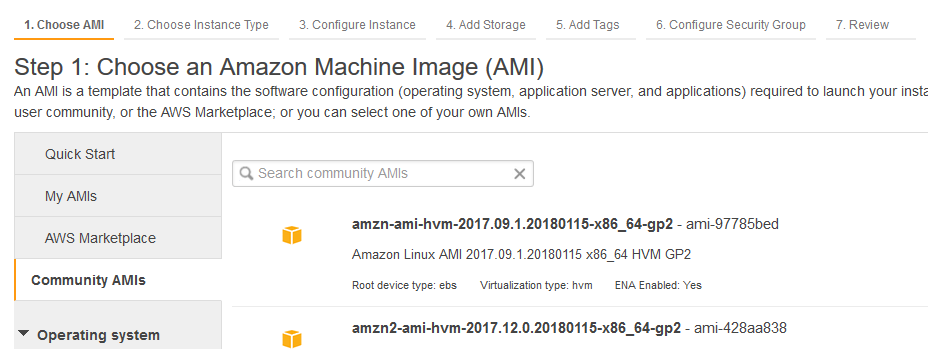 1. Choose AMI 2. Choose Instance Type 3. Configure Instance 4. Add Storage 5. Add Tags 6. Configure Security Group 7. Review
Step 1: Choose an Amazon Machine Image (AMI)
An AMI is a template that contains the software configuration (operating system, application server, and applications) required to launch your
user community, or the AWS Marketplace; or you can select one of your own AMIs.
Quick Start
My AMIs
AWS Marketplace
Community AMIs
Operating system
Search community AMIs
amzn-ami-hvm-2017.09.1.20180115-x86_64-gp2 - ami-97785bed
Amazon Linux AMI 2017.09.1.20180115 x86_64 HVM GP2
Root device type: ebs Virtualization type: hvm ENA Enabled: Yes
amzn2-ami-hvm-2017.12.0.20180115-x86_64-gp2 - ami-428aa838